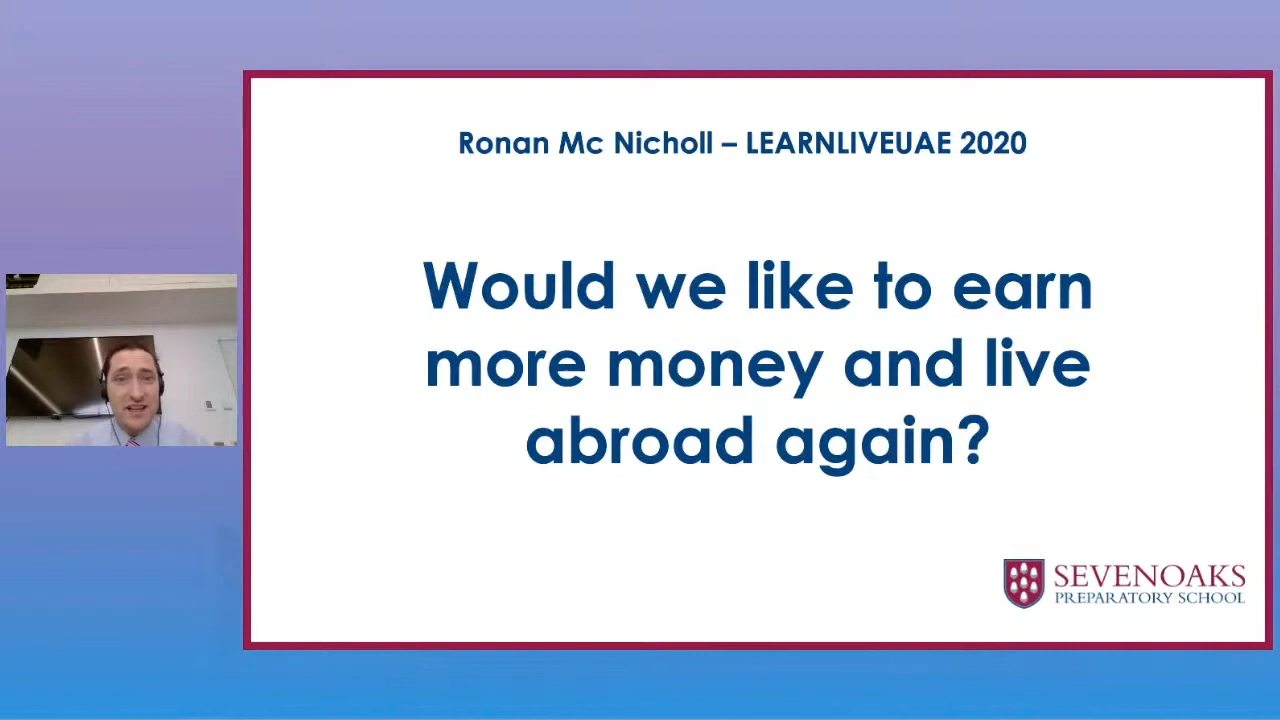 Ronan Mc Nicholl – LEARNLIVEUAE 2020
Would we like to earn
more money and live
abroad again?
SEVENOAKS
PREPARATORY SCHOOL